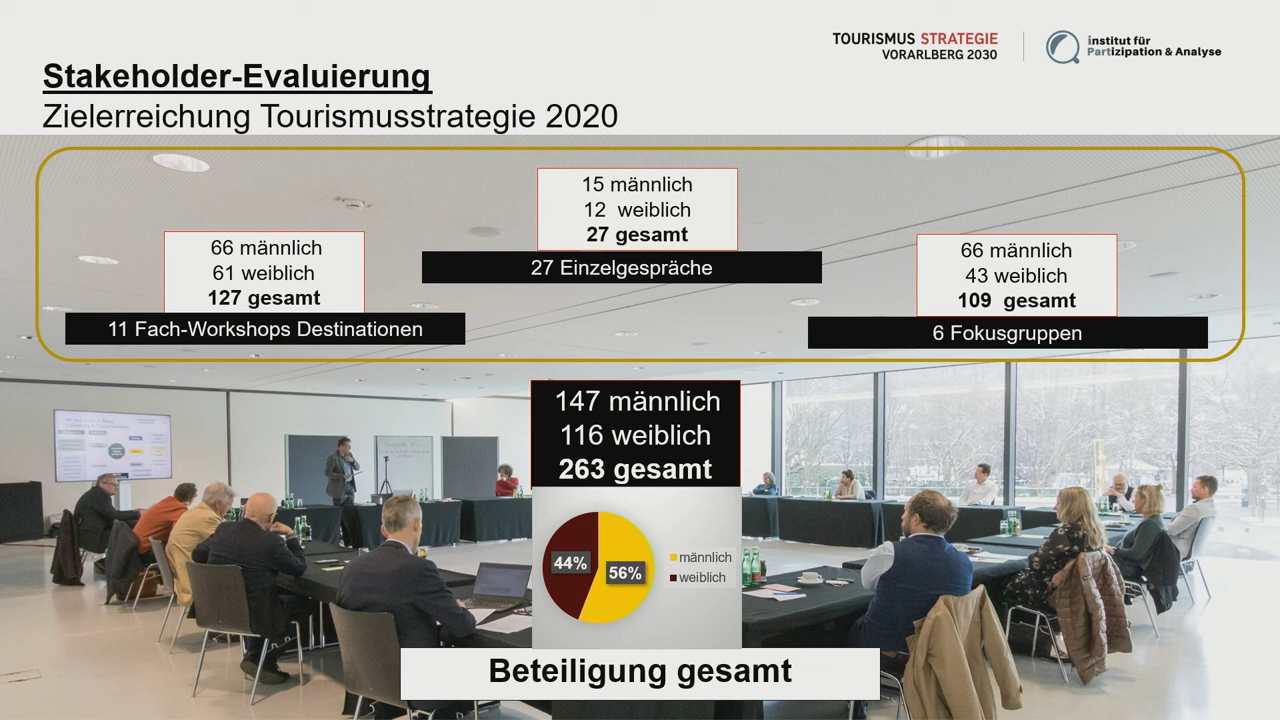 TOURISMUS STRATEGIE
VORARLBERG 2030
institut für
Partizipation & Analyse
Stakeholder-Evaluierung
Zielerreichung Tourismusstrategie 2020
15 männlich
12 weiblich
27 gesamt
27 Einzelgespräche
66 männlich
61 weiblich
127 gesamt
11 Fach-Workshops Destinationen
66 männlich
43 weiblich
109 gesamt
6 Fokusgruppen
147 männlich
116 weiblich
263 gesamt
44%
56%
männlich
weiblich
Beteiligung gesamt